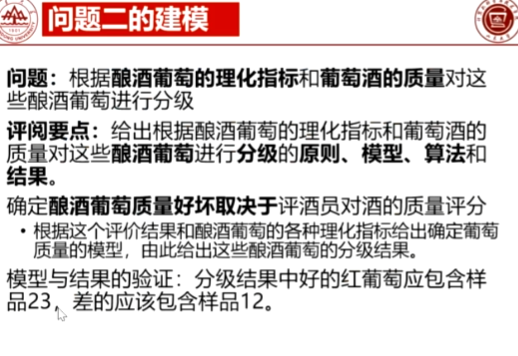 问题二的建模
问题：根据酿酒葡萄的理化指标和葡萄酒的质量对这
些酿酒葡萄进行分级
评阅要点：给出根据酿酒葡萄的理化指标和葡萄酒的
质量对这些酿酒葡萄进行分级的原则、模型、算法和
结果。
确定酿酒葡萄质量好坏取决于评酒员对酒的质量评分
• 根据这个评价结果和酿酒葡萄的各种理化指标给出确定葡萄
质量的模型，由此给出这些酿酒葡萄的分级结果。
模型与结果的验证：分级结果中好的红葡萄应包含样
品23，差的应该包含样品12。